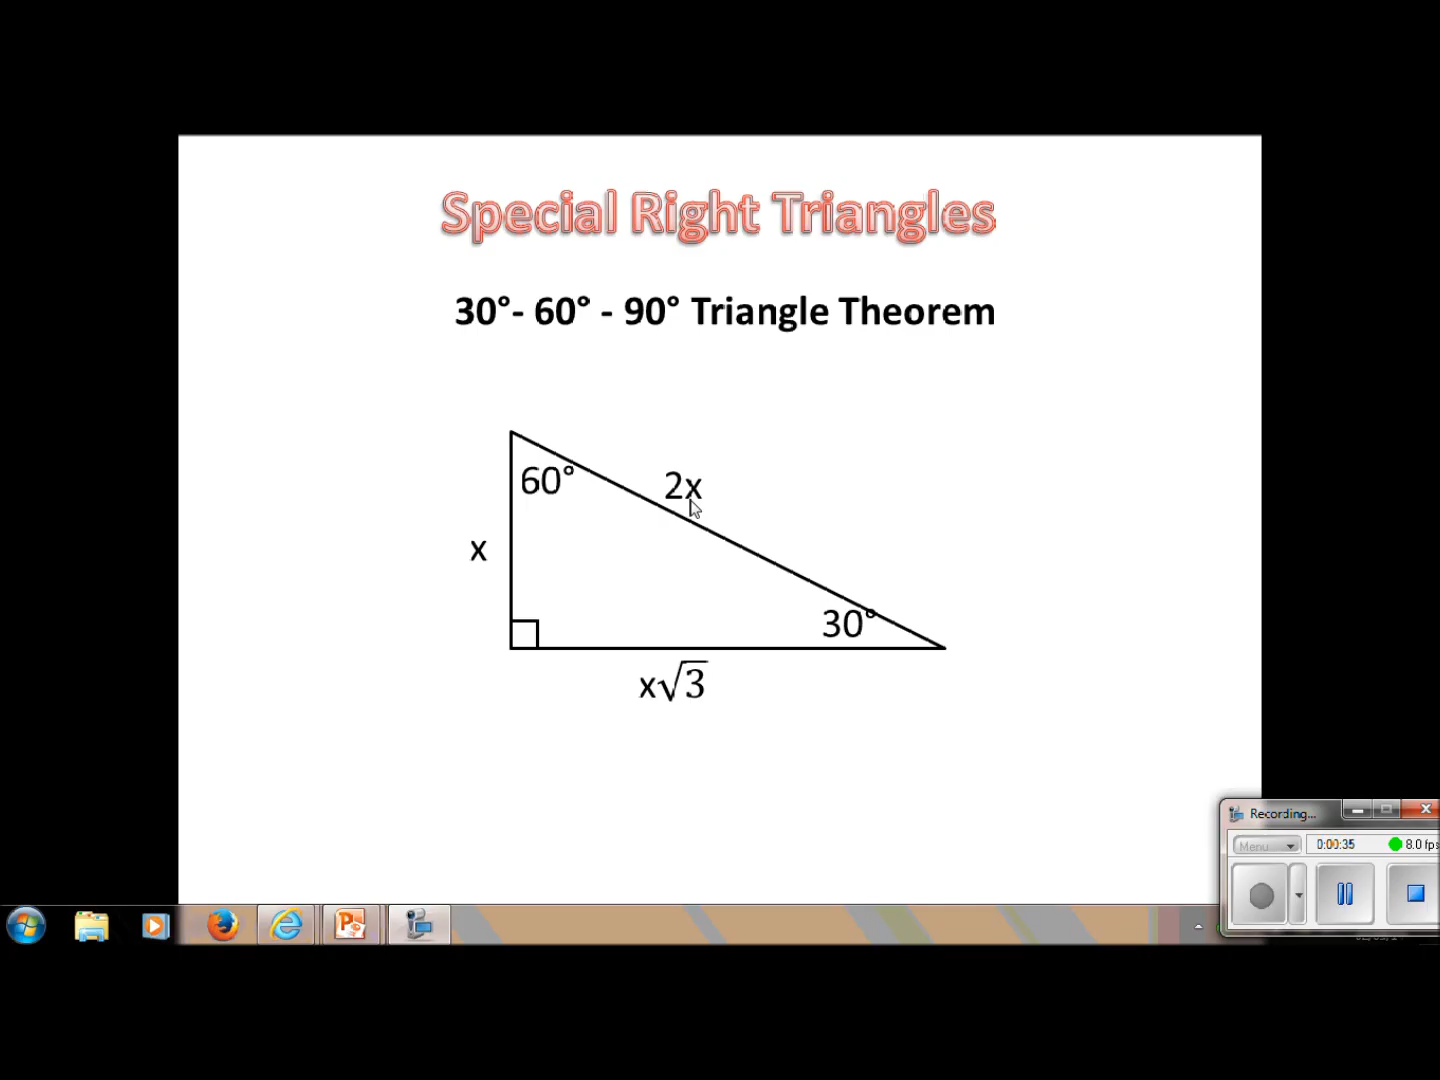 Special Right Triangles
30°- 60° - 90° Triangle Theorem
60°
2x
x
30°
x√3
Recording...
Menu
0:00:35
8.0 fps